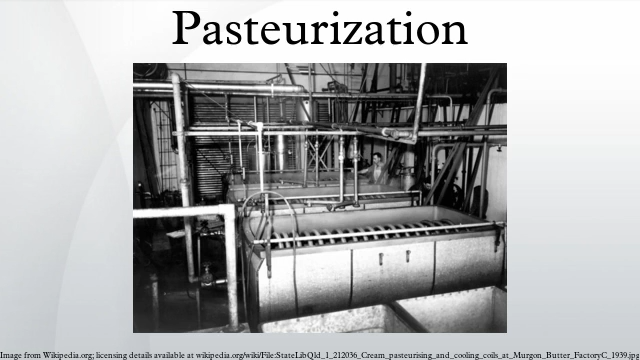 Pasteurization
Image from Wikipedia.org; licensing details available at wikipedia.org/wiki/File:StateLibQld_1_212036_Cream_pasteurising_and_cooling_coils_at_Murgon_Butter_FactoryC_1939.jpg